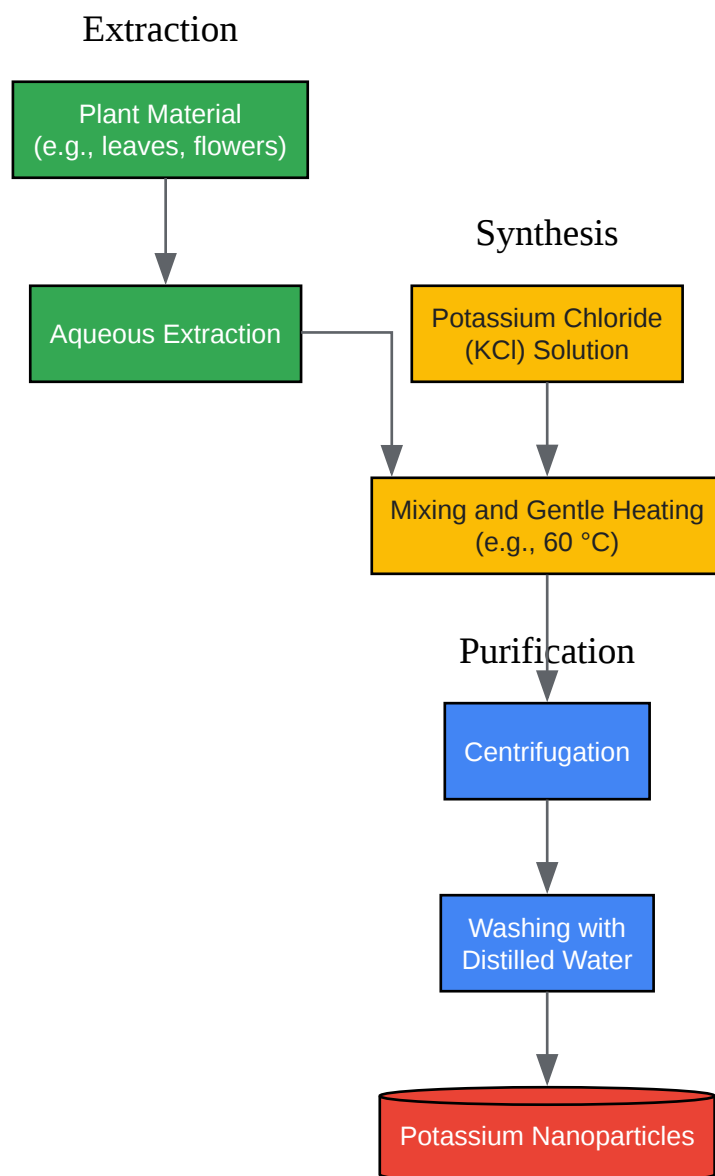 Extraction
Plant Material
(e.g., leaves, flowers)
Aqueous Extraction
Synthesis
Potassium Chloride
(KCl) Solution
Mixing and Gentle Heating
(e.g., 60 °C)
Purification
Centrifugation
Washing with
Distilled Water
Potassium Nanoparticles